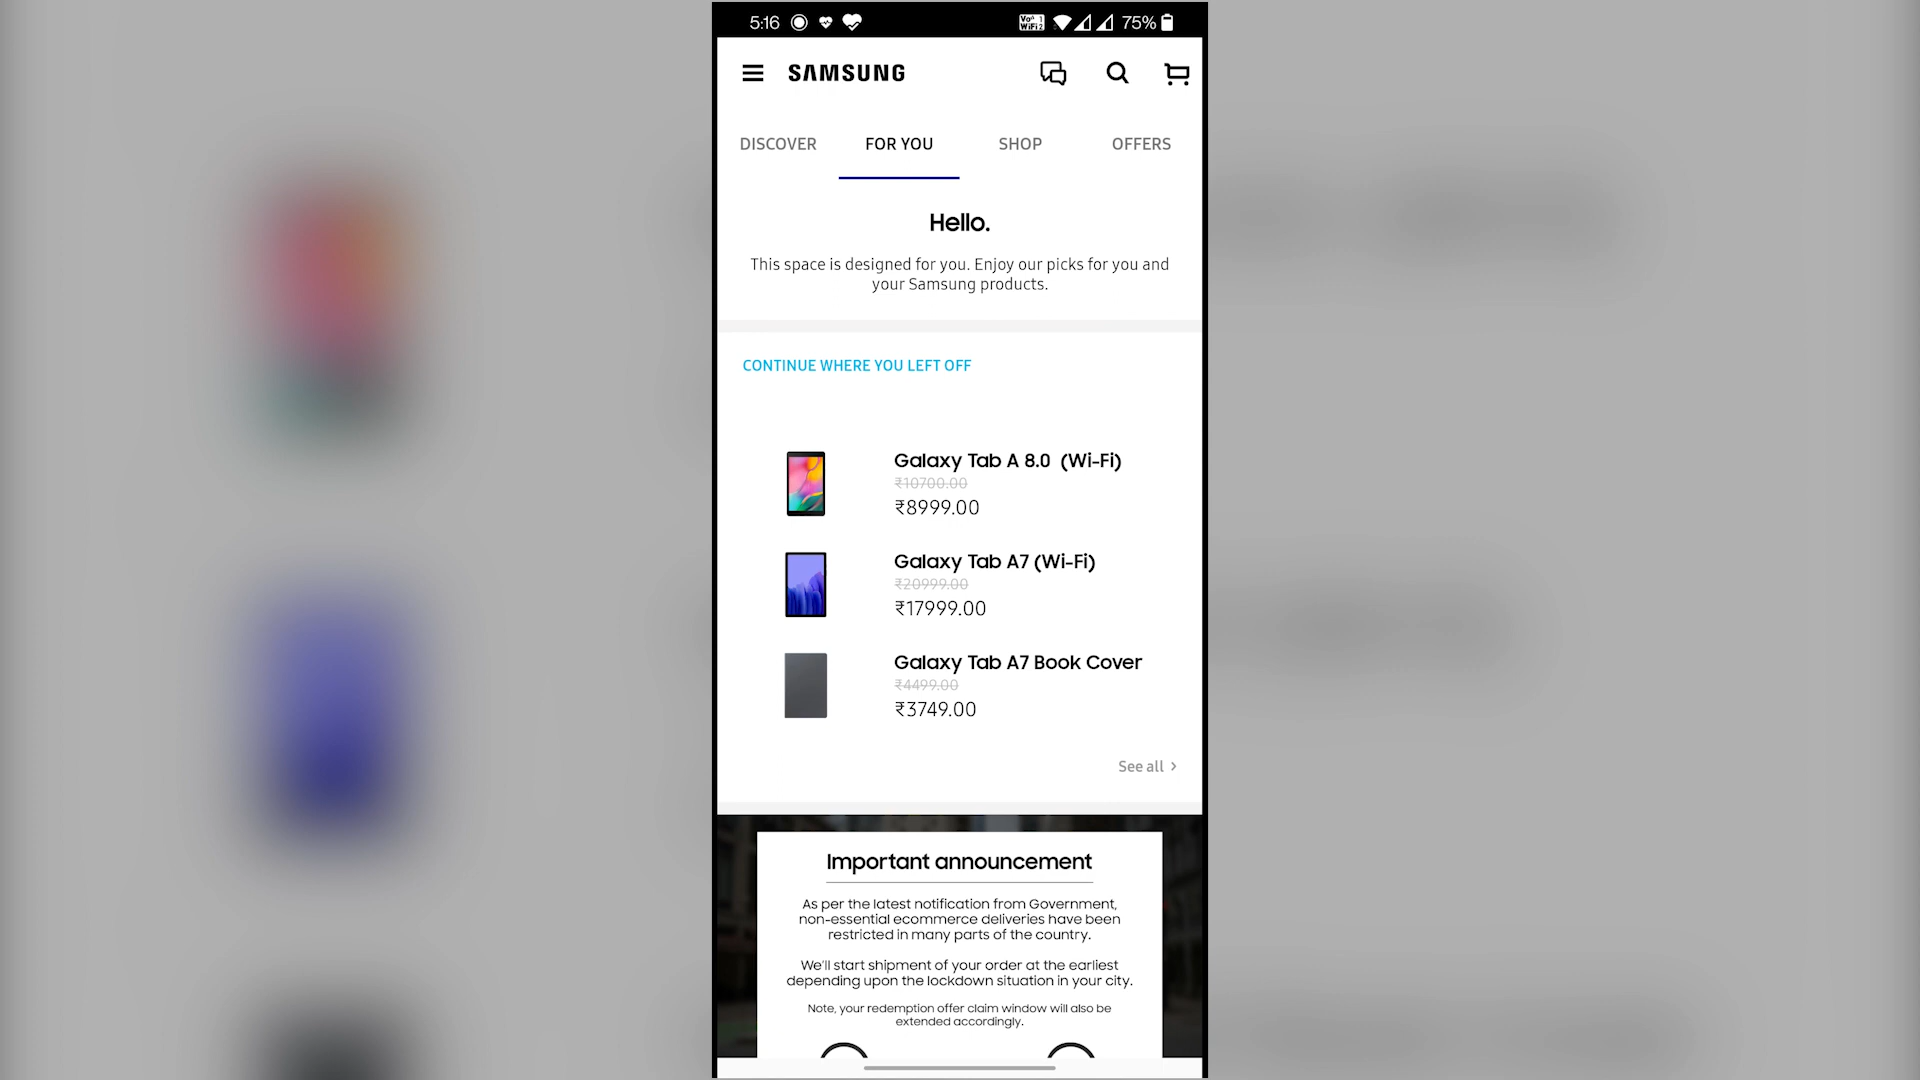 5:16 75%
SAMSUNG
DISCOVER FOR YOU SHOP OFFERS
Hello.
This space is designed for you. Enjoy our picks for you and
your Samsung products.
CONTINUE WHERE YOU LEFT OFF
Galaxy Tab A 8.0 (Wi-Fi)
₹10700.00
₹8999.00
Galaxy Tab A7 (Wi-Fi)
₹20999.00
₹17999.00
Galaxy Tab A7 Book Cover
₹4499.00
₹3749.00
See all
Important announcement
As per the latest notification from Government,
non-essential ecommerce deliveries have been
restricted in many parts of the country.
We'll start shipment of your order at the earliest
depending upon the lockdown situation in your city.
Note, your redemption offer claim window will also be
extended accordingly.